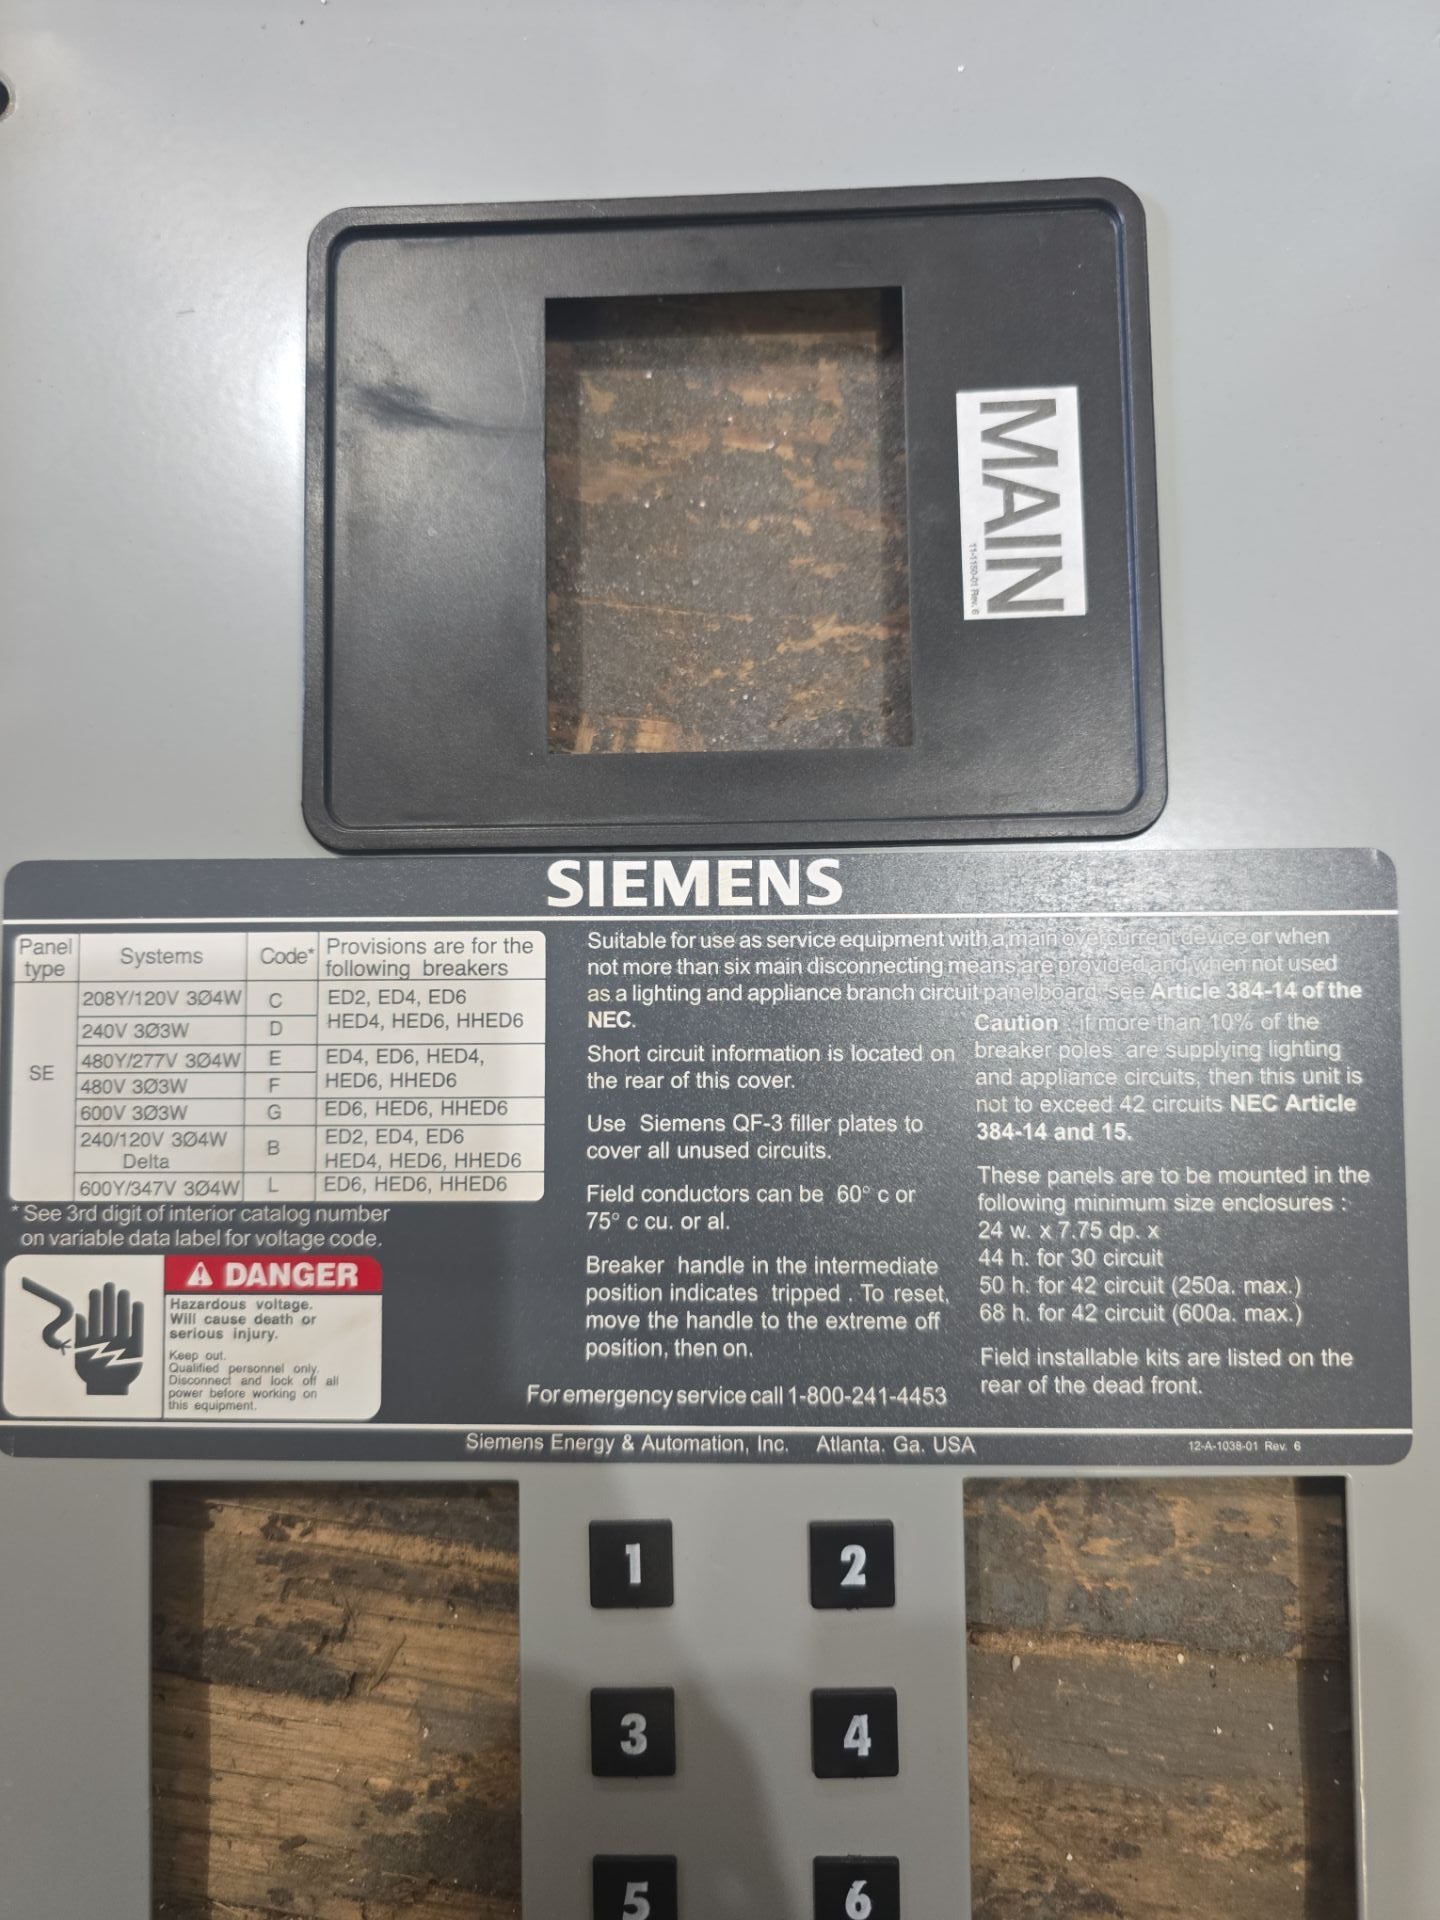 MAIN
11-1150-01 Rev. 6
SIEMENS
Panel type
Systems
Code*
Provisions are for the following breakers
SE
208Y/120V 3Ø4W C ED2, ED4, ED6
240V 3Ø3W D HED4, HED6, HHED6
480Y/277V 3Ø4W E ED4, ED6, HED4,
480V 3Ø3W F HED6, HHED6
600V 3Ø3W G ED6, HED6, HHED6
240/120V 3Ø4W B ED2, ED4, ED6
Delta HED4, HED6, HHED6
600Y/347V 3Ø4W L ED6, HED6, HHED6
* See 3rd digit of interior catalog number
on variable data label for voltage code.
DANGER
Hazardous voltage.
Will cause death or
serious injury.
Keep out.
Qualified personnel only.
Disconnect and lock off all
power before working on
this equipment.
Suitable for use as service equipment with a main overcurrent device or when
not more than six main disconnecting means are provided and when not used
as a lighting and appliance branch circuit panelboard, see Article 384-14 of the
NEC.
Short circuit information is located on
the rear of this cover.
Use Siemens QF-3 filler plates to
cover all unused circuits.
Field conductors can be 60° c or
75° c cu. or al.
Breaker handle in the intermediate
position indicates tripped . To reset,
move the handle to the extreme off
position, then on.
For emergency service call 1-800-241-4453
Caution : if more than 10% of the
breaker poles are supplying lighting
and appliance circuits, then this unit is
not to exceed 42 circuits NEC Article
384-14 and 15.
These panels are to be mounted in the
following minimum size enclosures :
24 w. x 7.75 dp. x
44 h. for 30 circuit
50 h. for 42 circuit (250a. max.)
68 h. for 42 circuit (600a. max.)
Field installable kits are listed on the
rear of the dead front.
Siemens Energy & Automation, Inc. Atlanta. Ga. USA
12-A-1038-01 Rev. 6
1 2
3 4
5 6